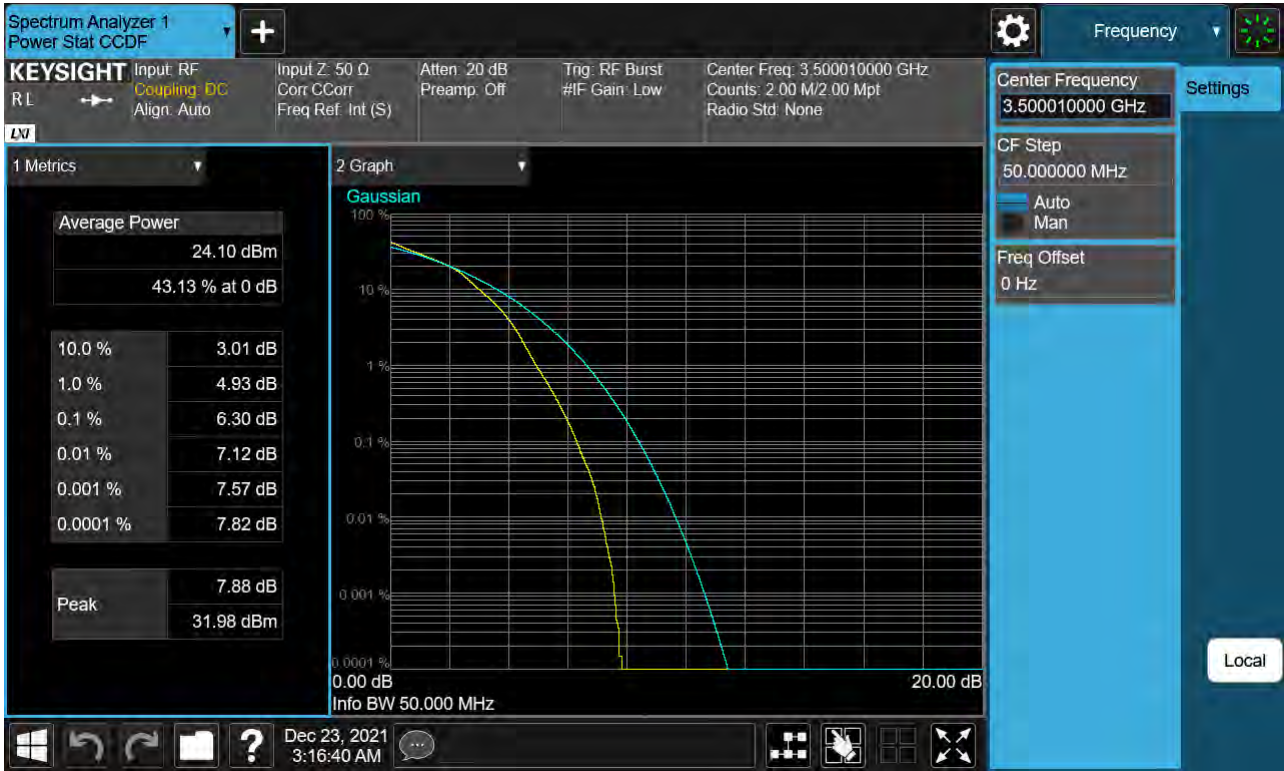 Spectrum Analyzer 1
Power Stat CCDF
Frequency
KEYSIGHT
RL
LXI
Input: RF
Coupling: DC
Align: Auto
Input Z: 50 Ω
Corr CCorr
Freq Ref: Int (S)
Atten: 20 dB
Preamp: Off
Trig: RF Burst
#IF Gain: Low
Center Freq: 3.500010000 GHz
Counts: 2.00 M/2.00 Mpt
Radio Std: None
Center Frequency
3.500010000 GHz
Settings
CF Step
50.000000 MHz
Auto
Man
Freq Offset
0 Hz
1 Metrics
Average Power
24.10 dBm
43.13 % at 0 dB
10.0 % 3.01 dB
1.0 % 4.93 dB
0.1 % 6.30 dB
0.01 % 7.12 dB
0.001 % 7.57 dB
0.0001 % 7.82 dB
Peak
7.88 dB
31.98 dBm
2 Graph
Gaussian
100 %
10 %
1 %
0.1 %
0.01 %
0.001 %
0.0001 %
0.00 dB
20.00 dB
Info BW 50.000 MHz
Local
?
Dec 23, 2021
3:16:40 AM